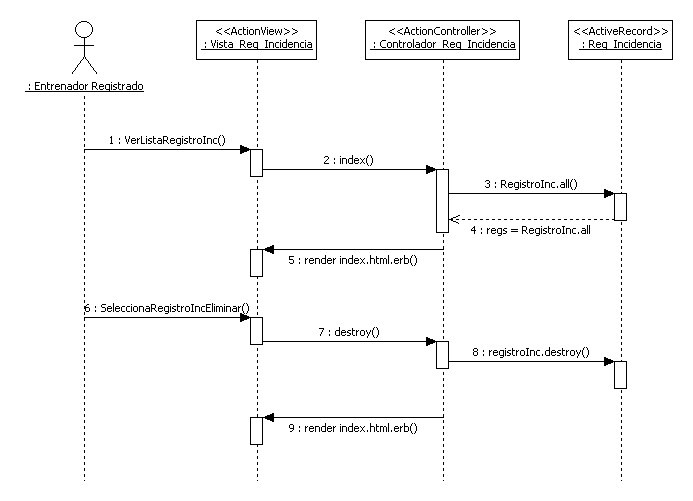 <<ActionView>>
: Vista_Reg_Incidencia
<<ActionController>>
: Controlador_Reg_Incidencia
<<ActiveRecord>>
: Reg_Incidencia
: Entrenador Registrado
1 : VerListaRegistroInc()
2 : index()
3 : RegistroInc.all()
4 : regs = RegistroInc.all
5 : render index.html.erb()
6 : SeleccionaRegistroIncEliminar()
7 : destroy()
8 : registroInc.destroy()
9 : render index.html.erb()